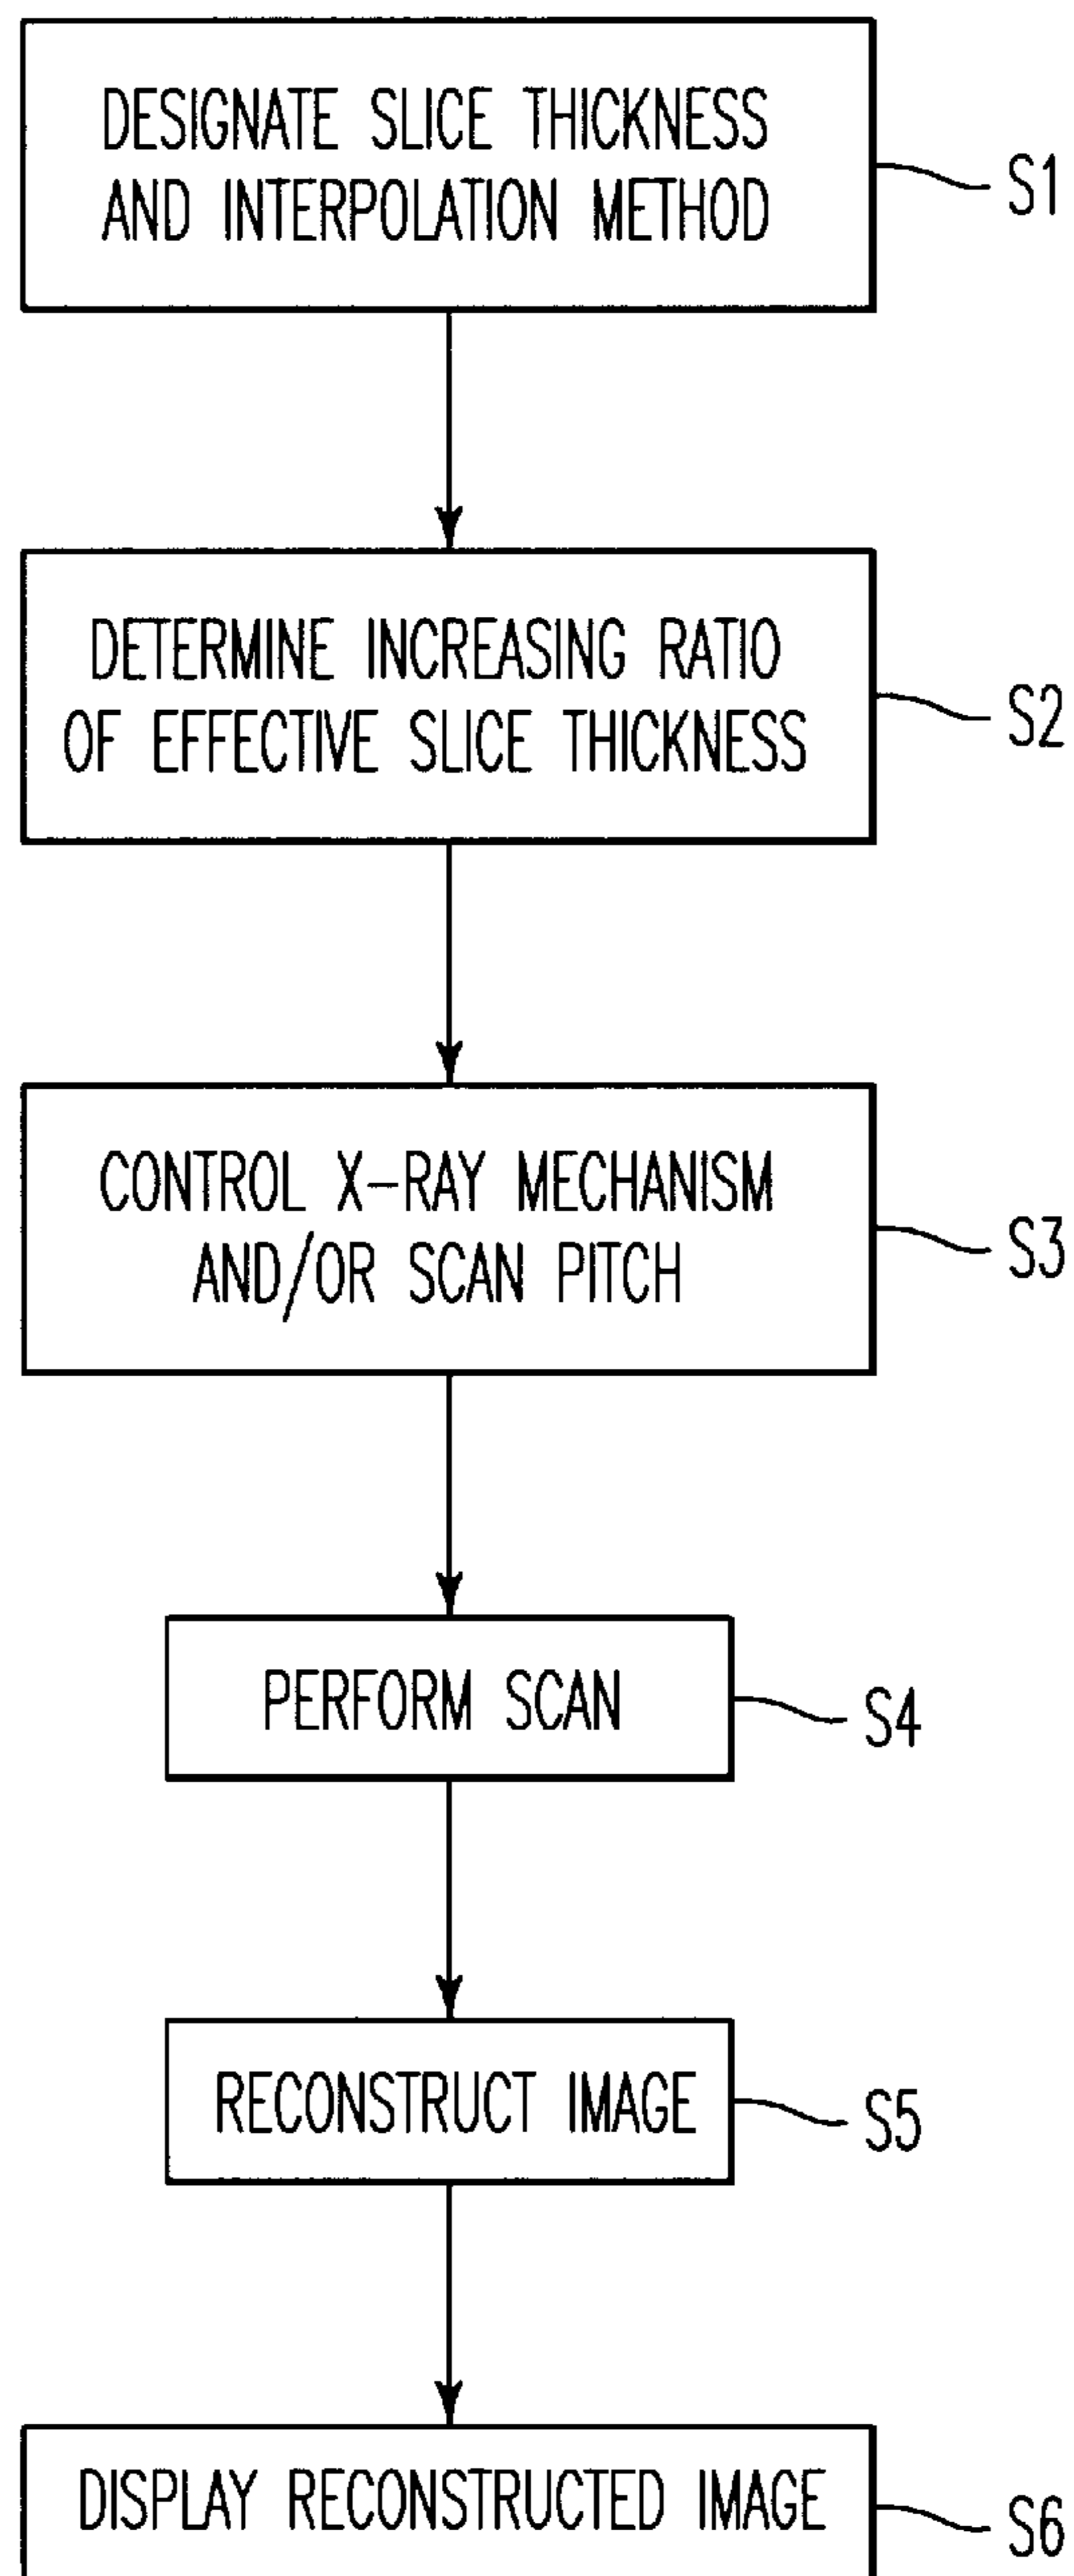 DESIGNATE SLICE THICKNESS
AND INTERPOLATION METHOD
S1
DETERMINE INCREASING RATIO
OF EFFECTIVE SLICE THICKNESS
S2
CONTROL X-RAY MECHANISM
AND/OR SCAN PITCH
S3
PERFORM SCAN
S4
RECONSTRUCT IMAGE
S5
DISPLAY RECONSTRUCTED IMAGE
S6